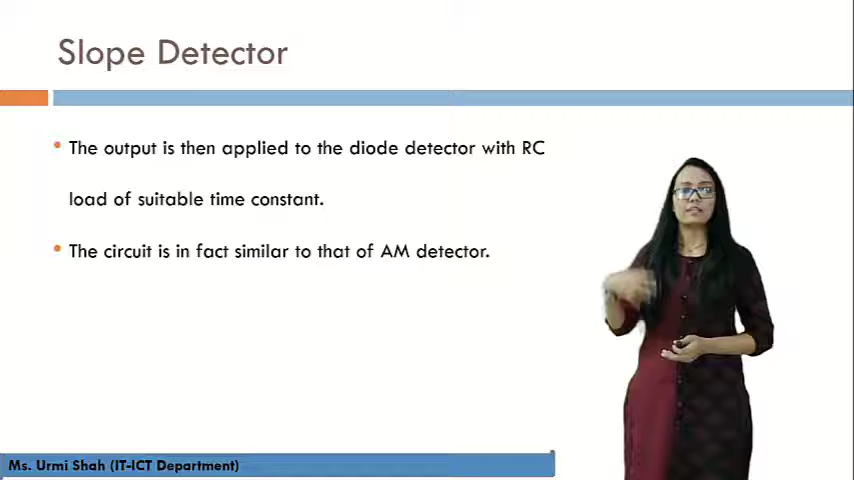 Slope Detector
• The output is then applied to the diode detector with RC
load of suitable time constant.
• The circuit is in fact similar to that of AM detector.
Ms. Urmi Shah (IT-ICT Department)